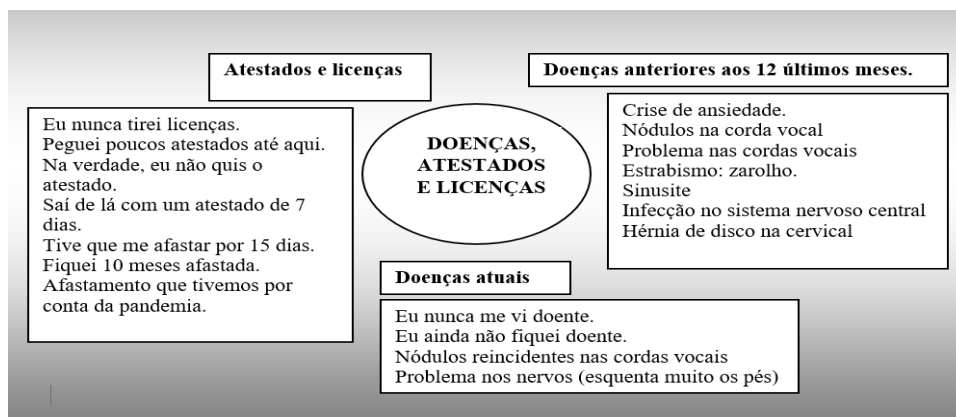 Atestados e licenças
Eu nunca tirei licenças.
Peguei poucos atestados até aqui.
Na verdade, eu não quis o
atestado.
Saí de lá com um atestado de 7
dias.
Tive que me afastar por 15 dias.
Fiquei 10 meses afastada.
Afastamento que tivemos por
conta da pandemia.
DOENÇAS,
ATESTADOS
E LICENÇAS
Doenças anteriores aos 12 últimos meses.
Crise de ansiedade.
Nódulos na corda vocal
Problema nas cordas vocais
Estrabismo: zarolho.
Sinusite
Infecção no sistema nervoso central
Hérnia de disco na cervical
Doenças atuais
Eu nunca me vi doente.
Eu ainda não fiquei doente.
Nódulos reincidentes nas cordas vocais
Problema nos nervos (esquenta muito os pés)